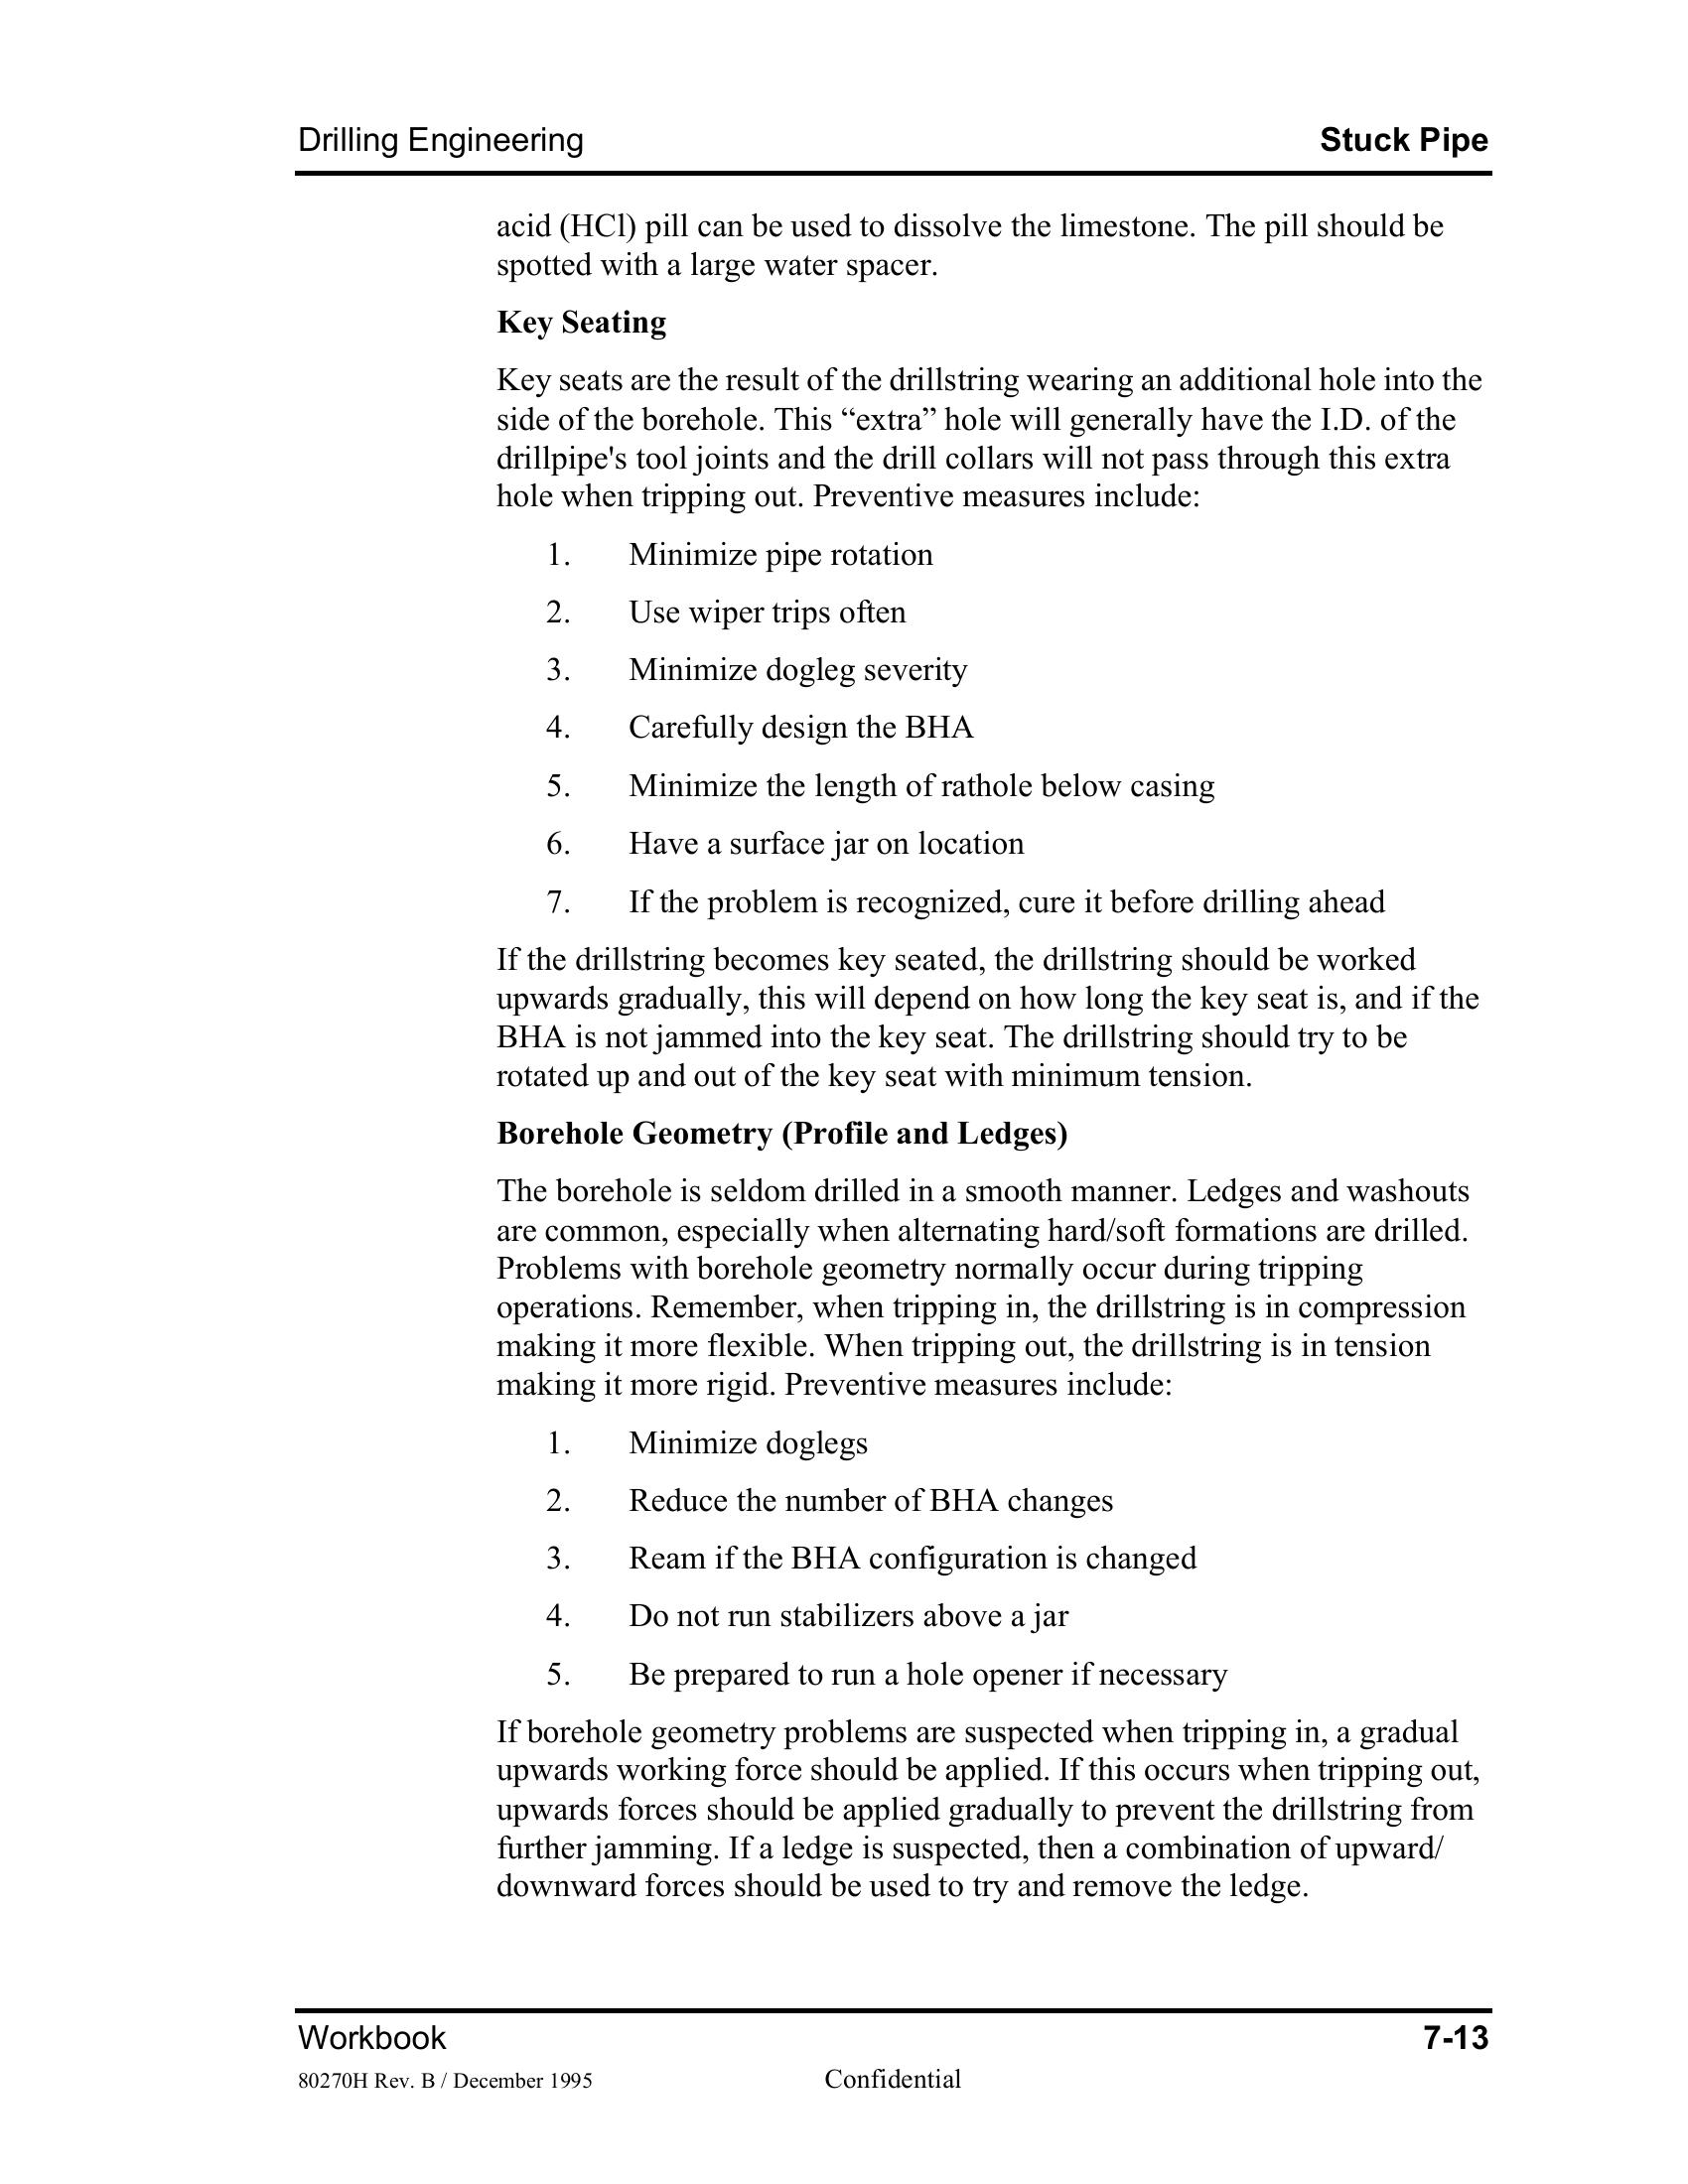 Drilling Engineering Stuck Pipe
acid (HCl) pill can be used to dissolve the limestone. The pill should be
spotted with a large water spacer.
Key Seating
Key seats are the result of the drillstring wearing an additional hole into the
side of the borehole. This “extra” hole will generally have the I.D. of the
drillpipe's tool joints and the drill collars will not pass through this extra
hole when tripping out. Preventive measures include:
1. Minimize pipe rotation
2. Use wiper trips often
3. Minimize dogleg severity
4. Carefully design the BHA
5. Minimize the length of rathole below casing
6. Have a surface jar on location
7. If the problem is recognized, cure it before drilling ahead
If the drillstring becomes key seated, the drillstring should be worked
upwards gradually, this will depend on how long the key seat is, and if the
BHA is not jammed into the key seat. The drillstring should try to be
rotated up and out of the key seat with minimum tension.
Borehole Geometry (Profile and Ledges)
The borehole is seldom drilled in a smooth manner. Ledges and washouts
are common, especially when alternating hard/soft formations are drilled.
Problems with borehole geometry normally occur during tripping
operations. Remember, when tripping in, the drillstring is in compression
making it more flexible. When tripping out, the drillstring is in tension
making it more rigid. Preventive measures include:
1. Minimize doglegs
2. Reduce the number of BHA changes
3. Ream if the BHA configuration is changed
4. Do not run stabilizers above a jar
5. Be prepared to run a hole opener if necessary
If borehole geometry problems are suspected when tripping in, a gradual
upwards working force should be applied. If this occurs when tripping out,
upwards forces should be applied gradually to prevent the drillstring from
further jamming. If a ledge is suspected, then a combination of upward/
downward forces should be used to try and remove the ledge.
Workbook 7-13
80270H Rev. B / December 1995 Confidential